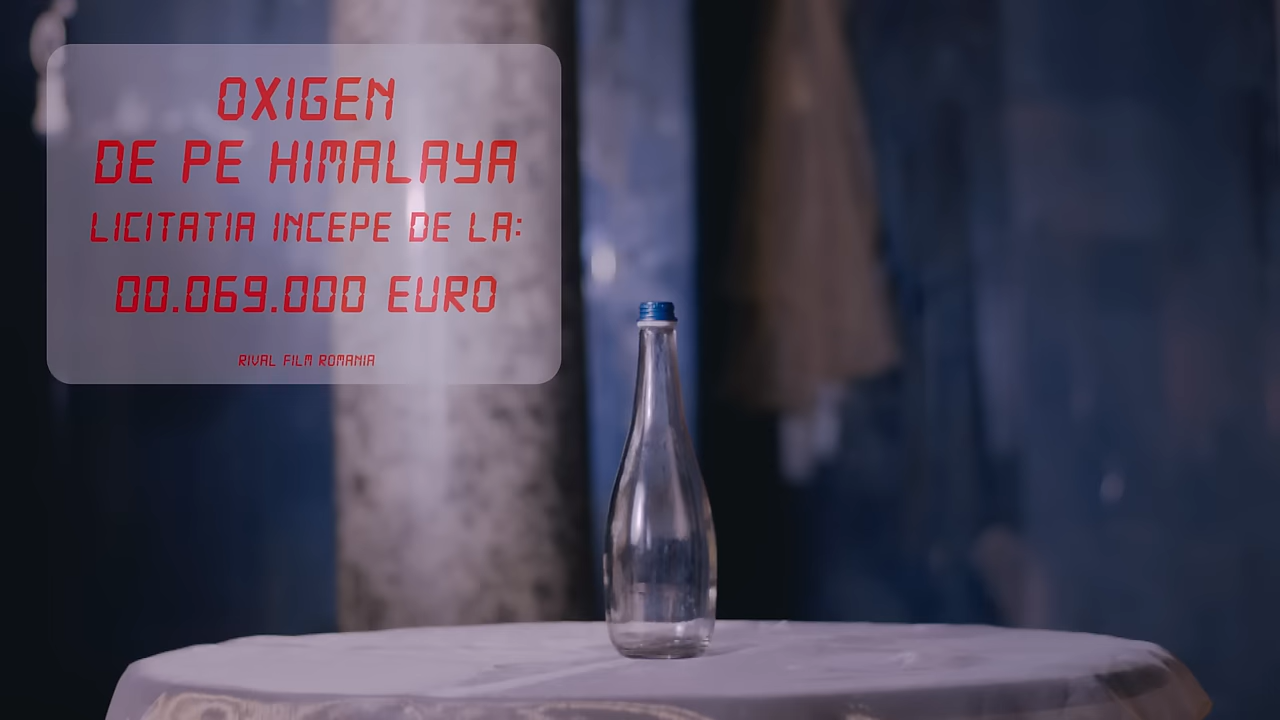 OXIGEN
DE PE HIMALAYA
LICITATIA INCEPE DE LA:
00.069.000 EURO
RIVAL FILM ROMANIA